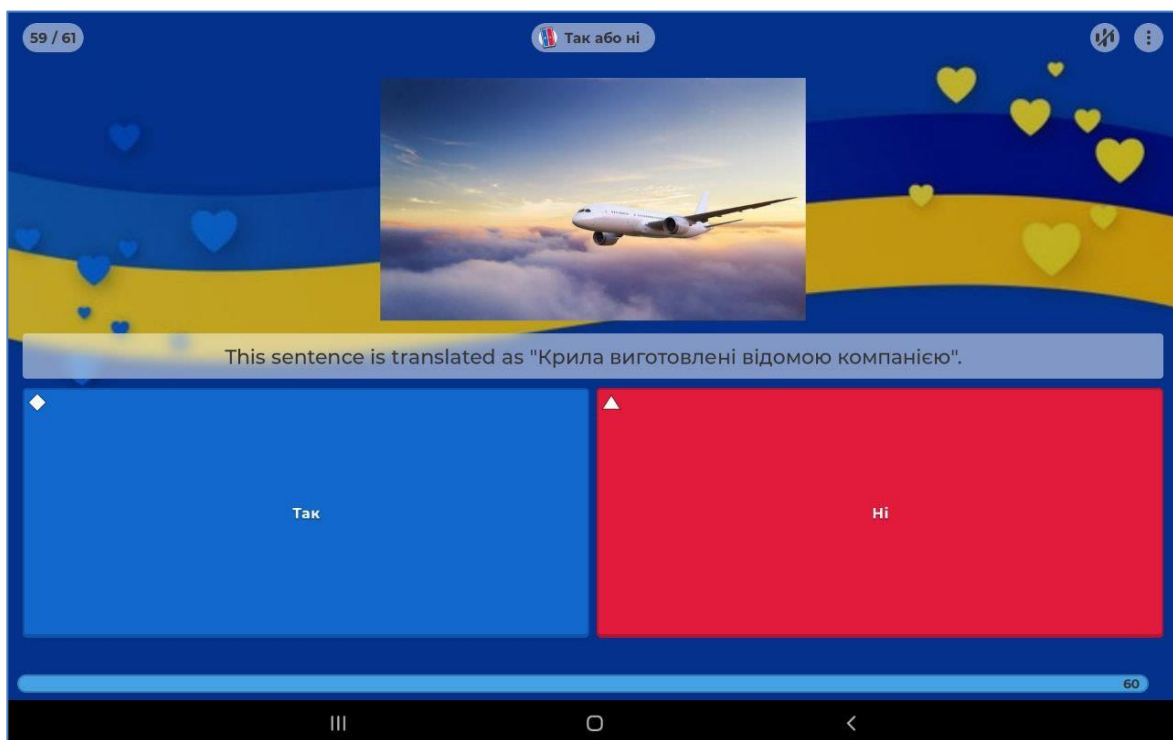 59 / 61
Так або ні
This sentence is translated as "Крила виготовлені відомою компанією".
Так
Ні
60